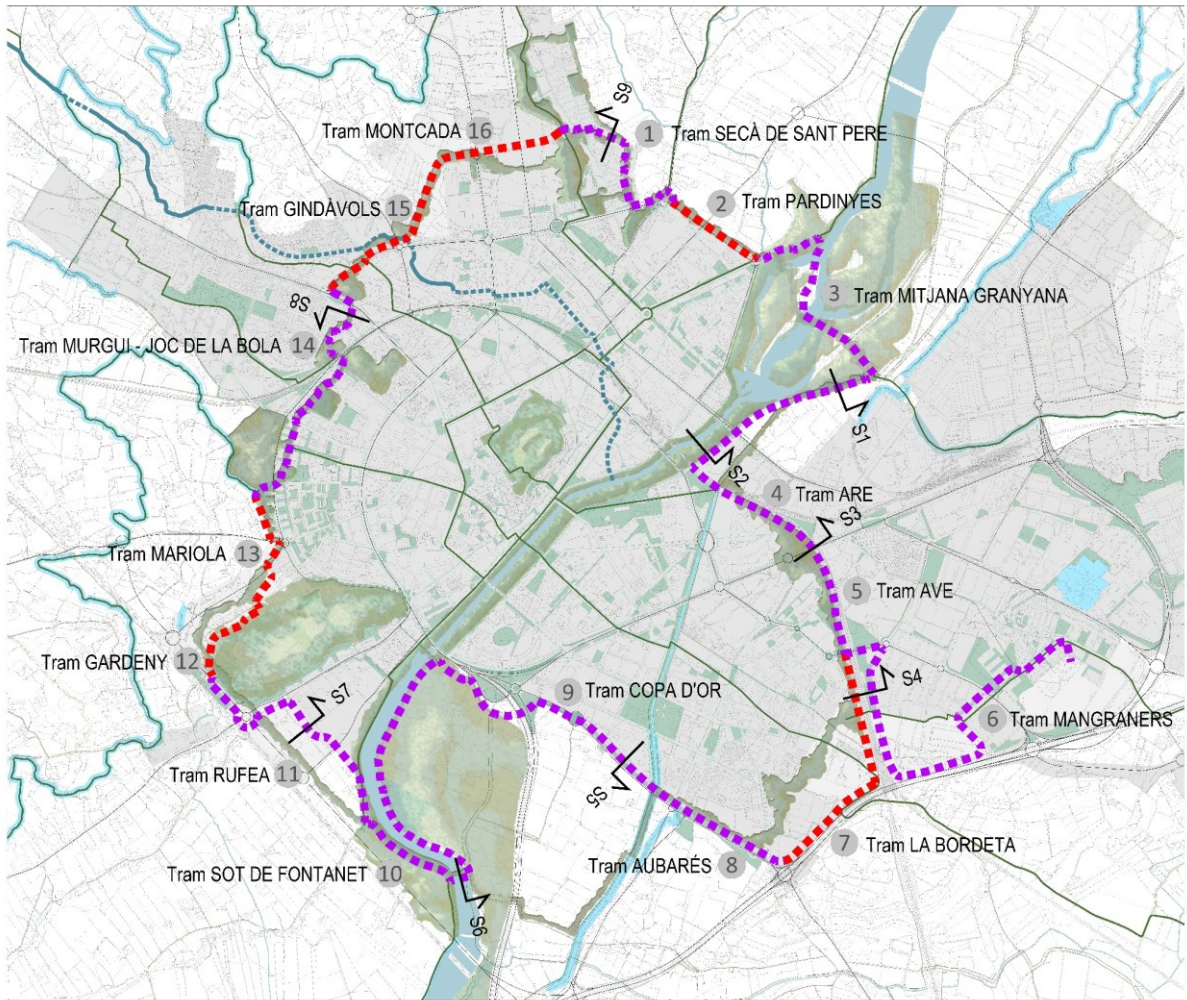 S9
Tram MONTCADA 16
1 Tram SECÀ DE SANT PERE
2 Tram PARDINYES
Tram GINDÀVOLS 15
3 Tram MITJANA GRANYANA
S8
Tram MURGUI - JOC DE LA BOLA 14
S1
S2
4 Tram ARE
S3
Tram MARIOLA 13
5 Tram AVE
Tram GARDENY 12
S4
S7
9 Tram COPA D'OR
6 Tram MANGRANERS
Tram RUFEA 11
S5
7 Tram LA BORDETA
Tram AUBARÉS 8
Tram SOT DE FONTANET 10
S6